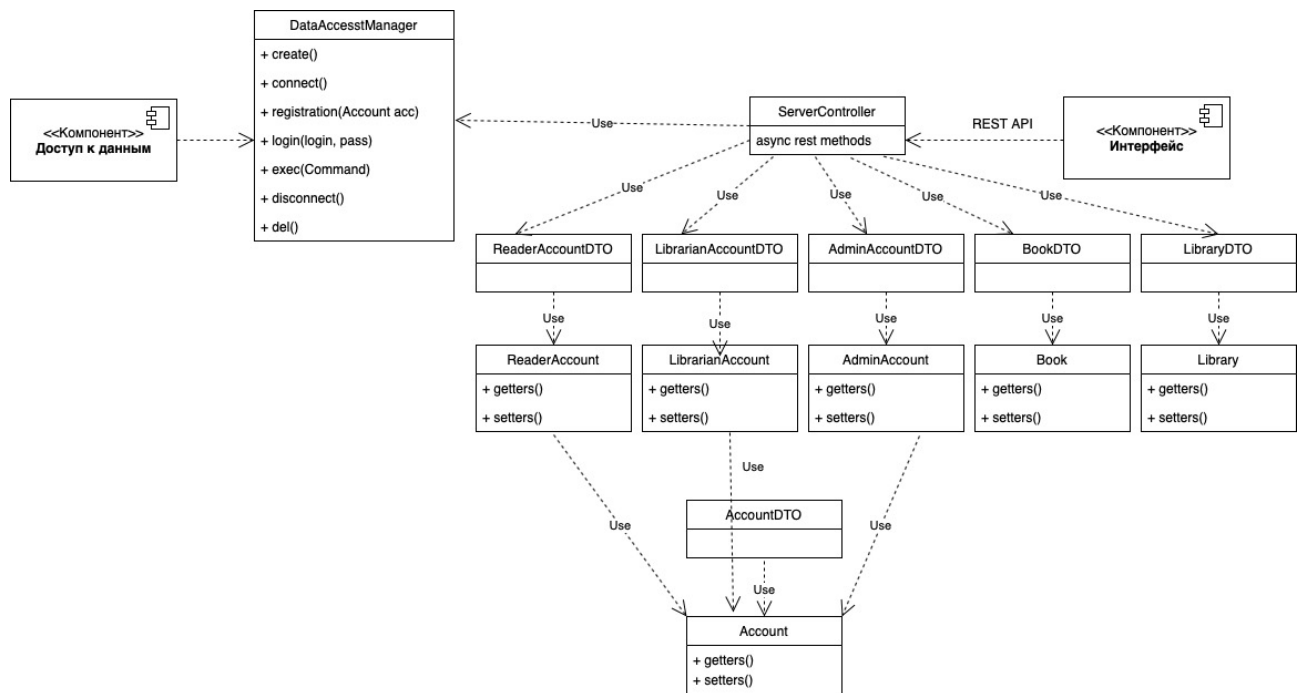 DataAccesstManager
+ create()
+ connect()
+ registration(Account acc)
+ login(login, pass)
+ exec(Command)
+ disconnect()
+ del()
<<Компонент>>
Доступ к данным
Use
ServerController
async rest methods
REST API
<<Компонент>>
Интерфейс
Use
Use
Use
Use
Use
ReaderAccountDTO
LibrarianAccountDTO
AdminAccountDTO
BookDTO
LibraryDTO
Use
Use
Use
Use
Use
ReaderAccount
+ getters()
+ setters()
LibrarianAccount
+ getters()
+ setters()
AdminAccount
+ getters()
+ setters()
Book
+ getters()
+ setters()
Library
+ getters()
+ setters()
Use
Use
Use
AccountDTO
Use
Account
+ getters()
+ setters()